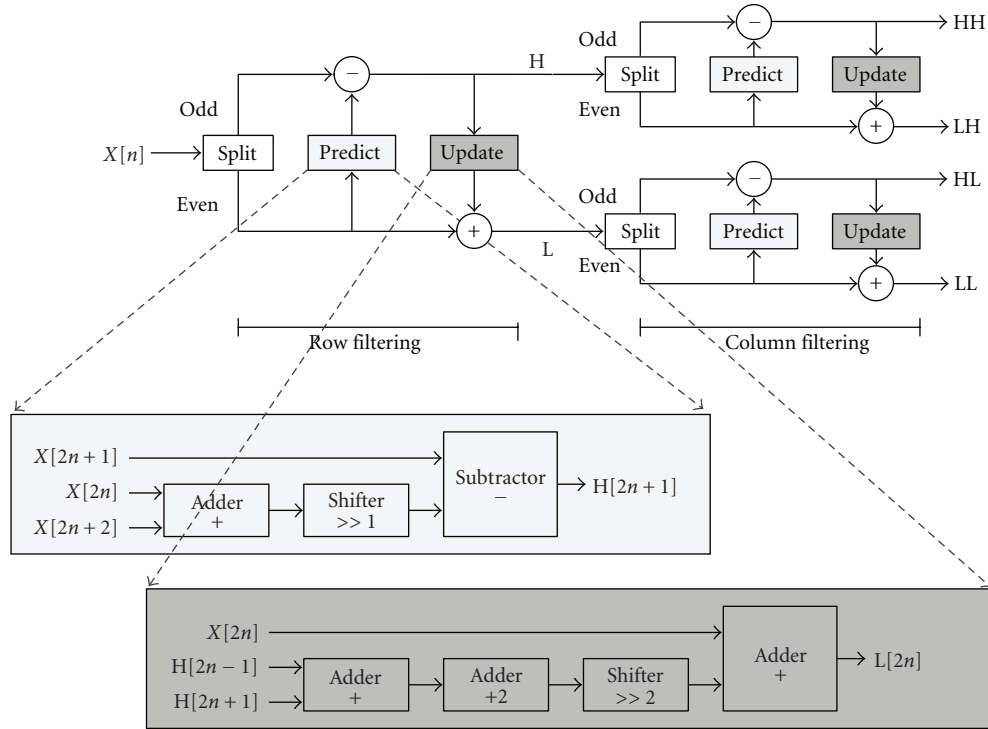 Odd
−
HH
Split
Predict
Update
Even
+
LH
H
−
Odd
X[n]
Split
Predict
Update
Even
+
L
Odd
−
HL
Split
Predict
Update
Even
+
LL
Row filtering
Column filtering
X[2n + 1]
X[2n]
X[2n + 2]
Adder
+
Shifter
>> 1
Subtractor
−
H[2n + 1]
X[2n]
H[2n − 1]
H[2n + 1]
Adder
+
Adder
+2
Shifter
>> 2
Adder
+
L[2n]